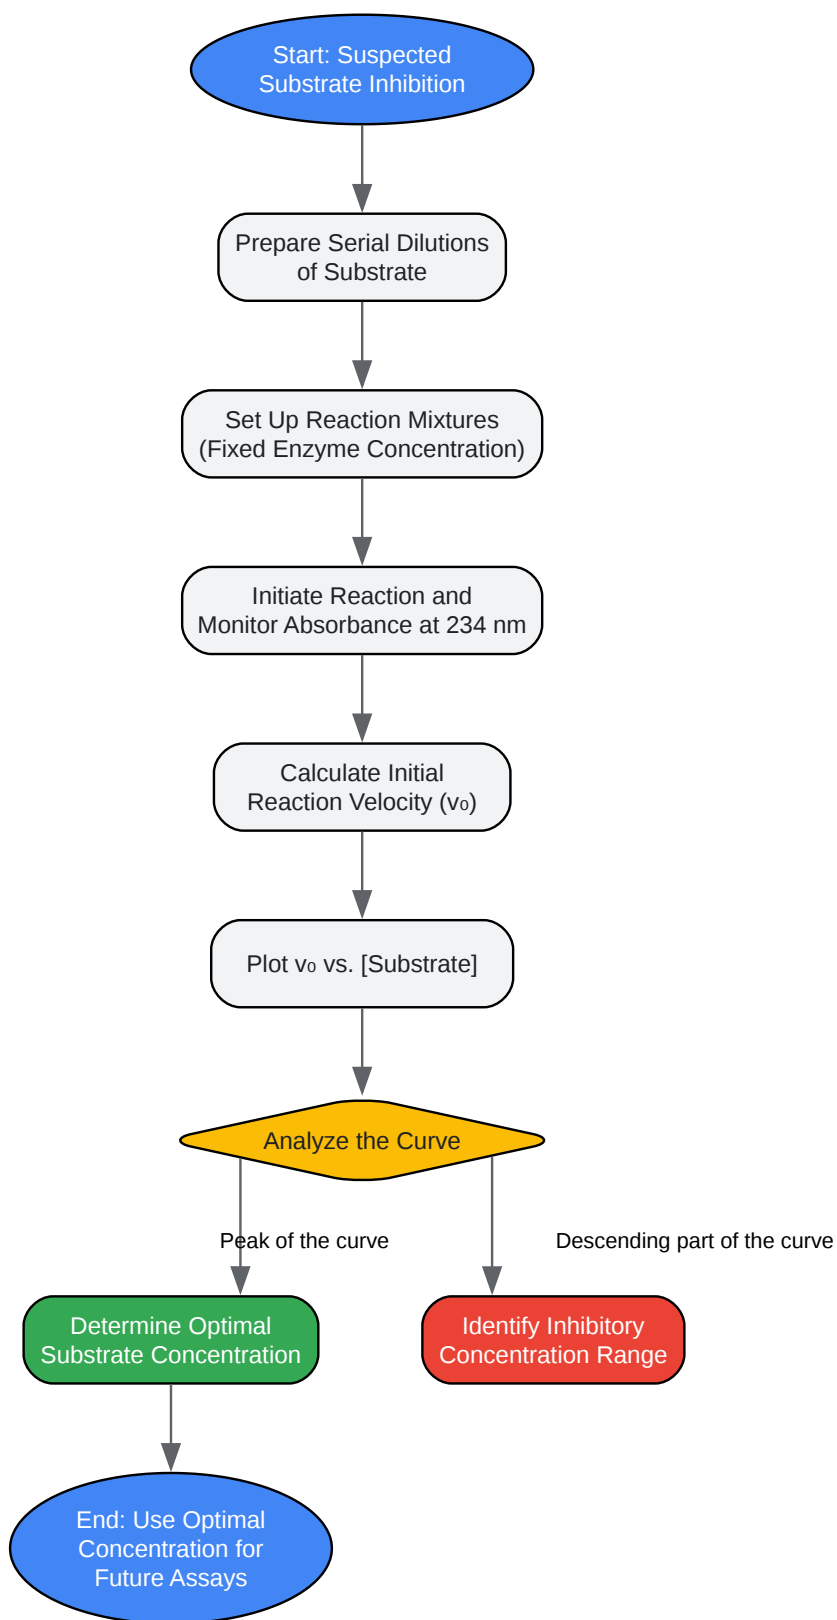 Start: Suspected
Substrate Inhibition
Prepare Serial Dilutions
of Substrate
Set Up Reaction Mixtures
(Fixed Enzyme Concentration)
Initiate Reaction and
Monitor Absorbance at 234 nm
Calculate Initial
Reaction Velocity (v₀)
Plot v₀ vs. [Substrate]
Analyze the Curve
Peak of the curve
Descending part of the curve
Determine Optimal
Substrate Concentration
Identify Inhibitory
Concentration Range
End: Use Optimal
Concentration for
Future Assays